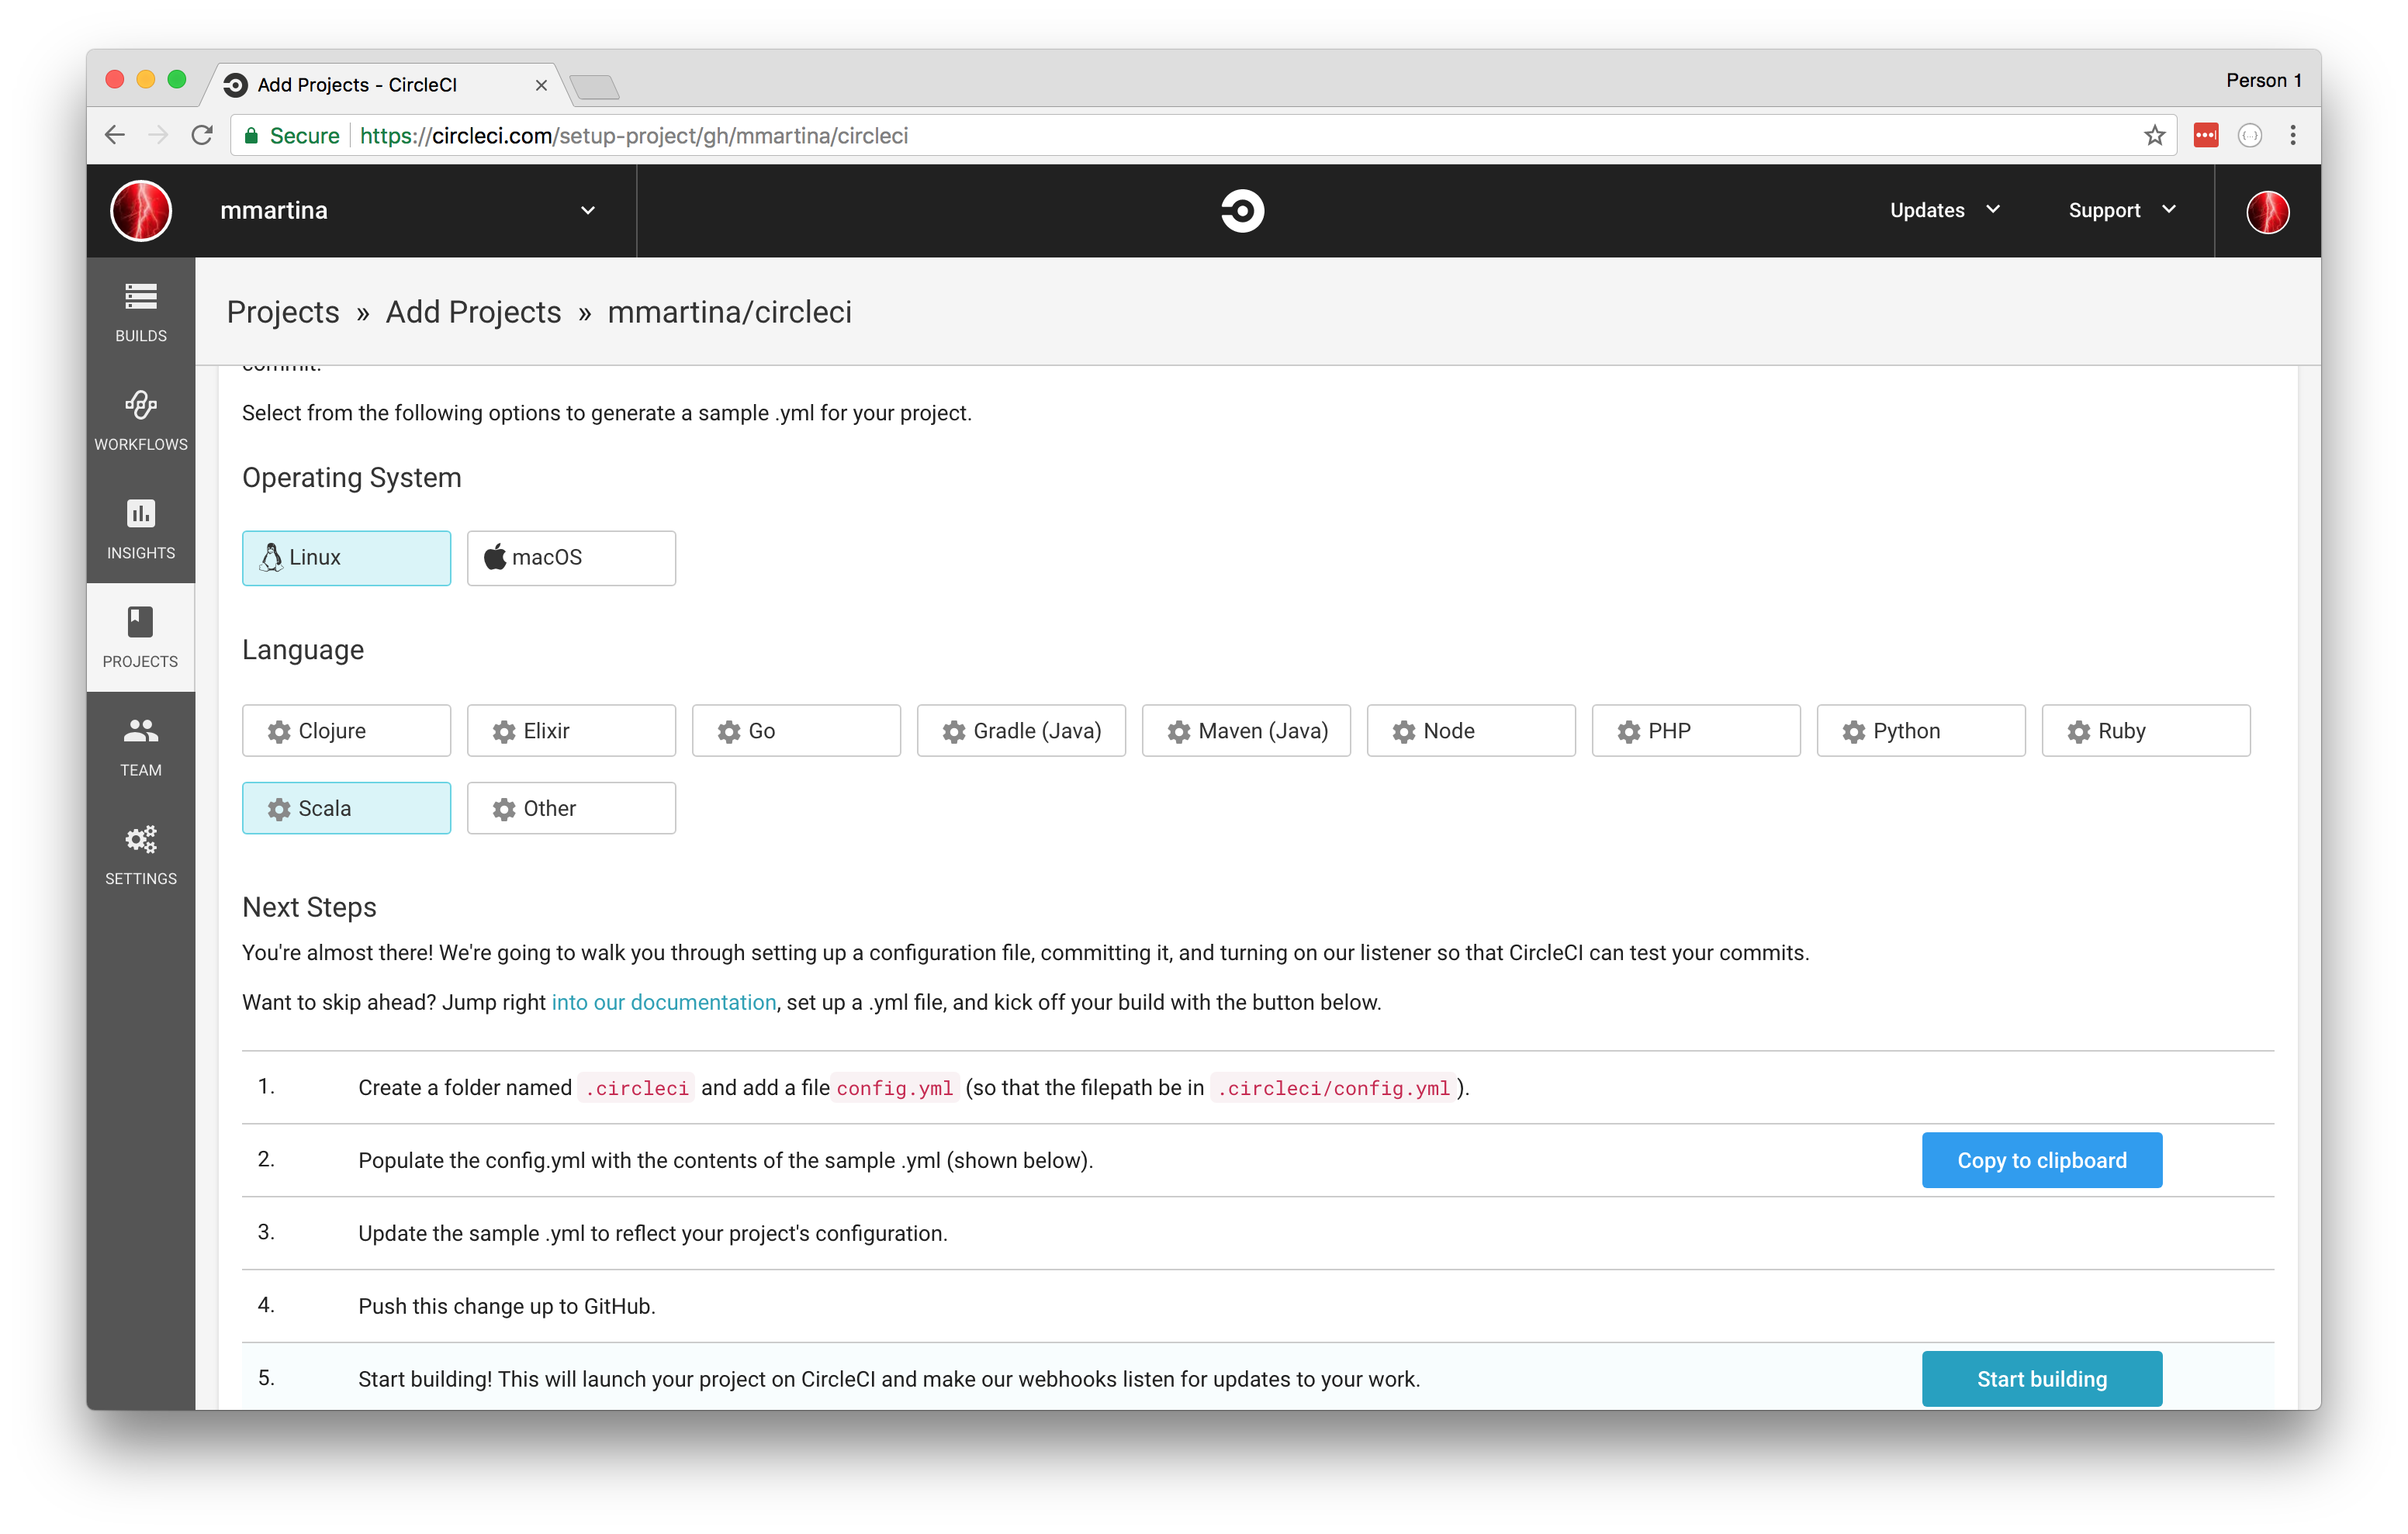 Add Projects - CircleCI
Person 1
Secure https://circleci.com/setup-project/gh/mmartina/circleci
mmartina
Updates
Support
BUILDS
WORKFLOWS
INSIGHTS
PROJECTS
TEAM
SETTINGS
Projects » Add Projects » mmartina/circleci
commit.
Select from the following options to generate a sample .yml for your project.
Operating System
Linux
macOS
Language
Clojure
Elixir
Go
Gradle (Java)
Maven (Java)
Node
PHP
Python
Ruby
Scala
Other
Next Steps
You're almost there! We're going to walk you through setting up a configuration file, committing it, and turning on our listener so that CircleCI can test your commits.
Want to skip ahead? Jump right into our documentation, set up a .yml file, and kick off your build with the button below.
1. Create a folder named .circleci and add a file config.yml (so that the filepath be in .circleci/config.yml).
2. Populate the config.yml with the contents of the sample .yml (shown below).
Copy to clipboard
3. Update the sample .yml to reflect your project's configuration.
4. Push this change up to GitHub.
5. Start building! This will launch your project on CircleCI and make our webhooks listen for updates to your work.
Start building